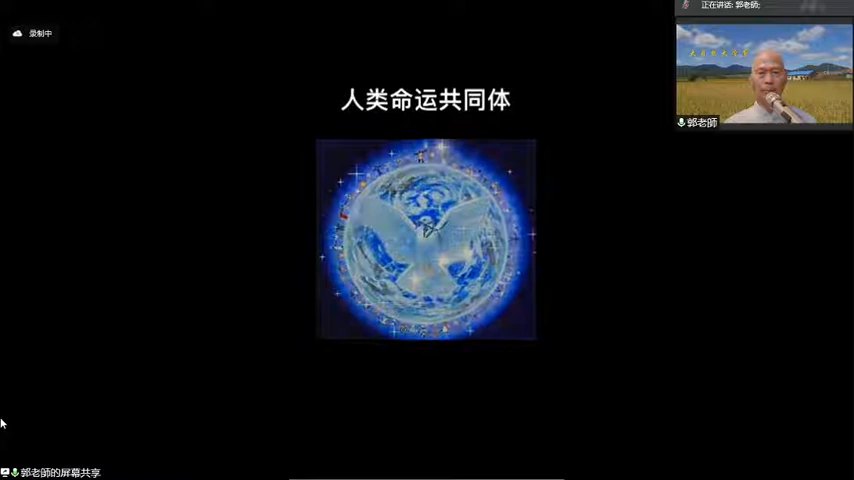 正在讲话: 郭老師;
录制中
人类命运共同体
郭老師
郭老師的屏幕共享